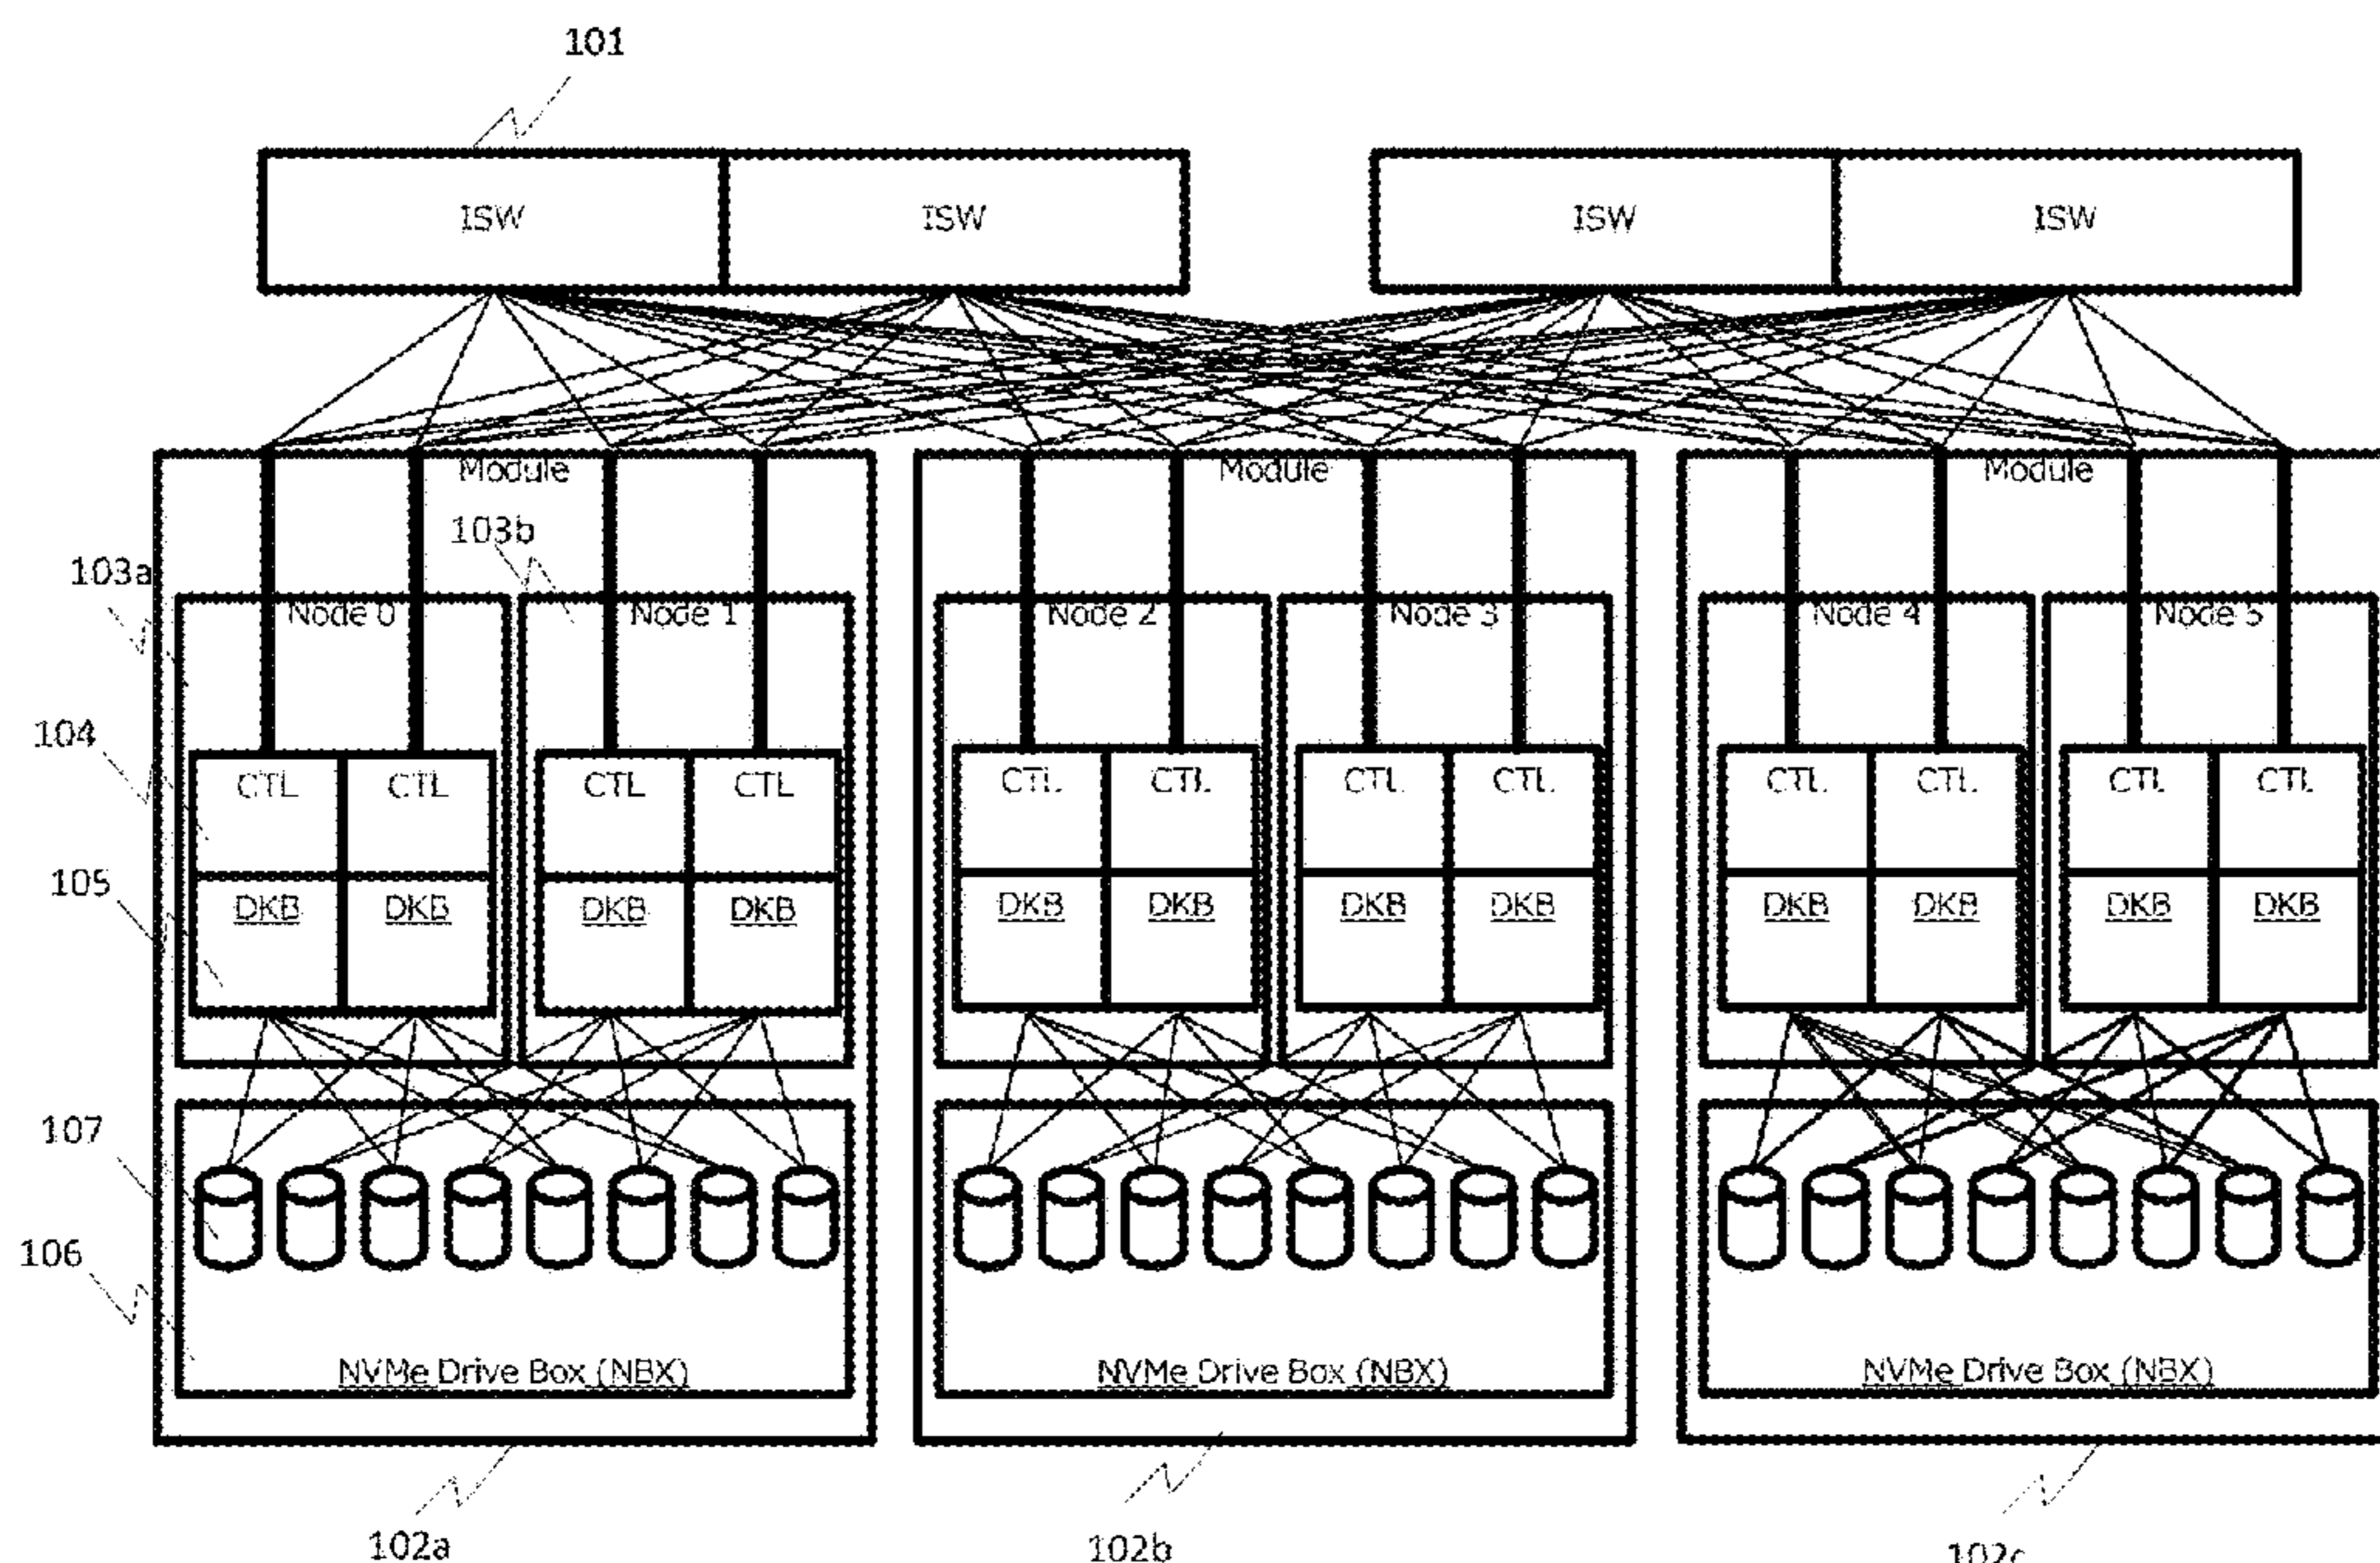 101
ISW ISW ISW ISW
Module Module Module
103b
103a
Node 0 Node 1 Node 2 Node 3 Node 4 Node 5
104
CTL CTL CTL CTL CTL CTL CTL CTL CTL CTL CTL CTL
105
DKB DKB DKB DKB DKB DKB DKB DKB DKB DKB DKB DKB
107
106
NVMe Drive Box (NBX) NVMe Drive Box (NBX) NVMe Drive Box (NBX)
102a 102b 102c